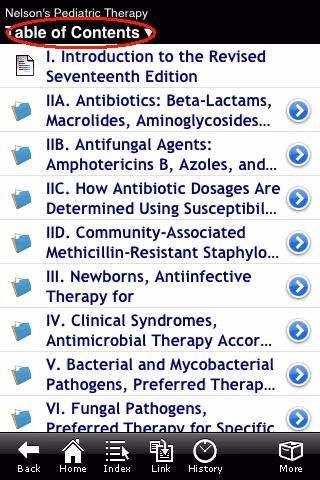 Nelson's Pediatric Therapy
Table of Contents ▼
I. Introduction to the Revised
Seventeenth Edition
IIA. Antibiotics: Beta-Lactams,
Macrolides, Aminoglycosides...
IIB. Antifungal Agents:
Amphotericins B, Azoles, and...
IIC. How Antibiotic Dosages Are
Determined Using Susceptibil...
IID. Community-Associated
Methicillin-Resistant Staphylo...
III. Newborns, Antiinfective
Therapy for
IV. Clinical Syndromes,
Antimicrobial Therapy Accor...
V. Bacterial and Mycobacterial
Pathogens, Preferred Therap...
VI. Fungal Pathogens,
Preferred Therapy for Specific
Back Home Index Link History More